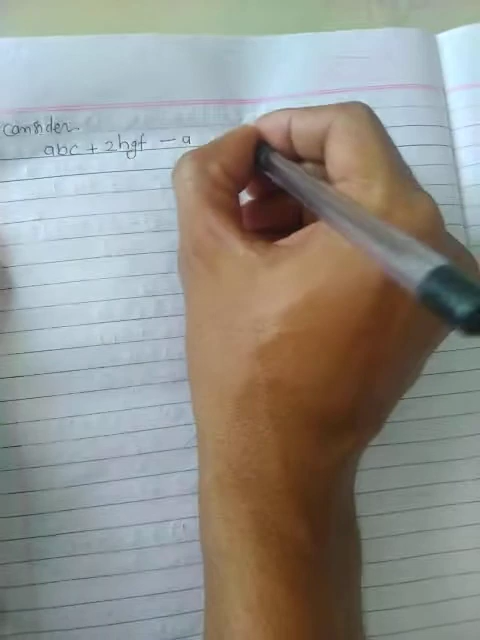 consider.
abc + 2hgf - a